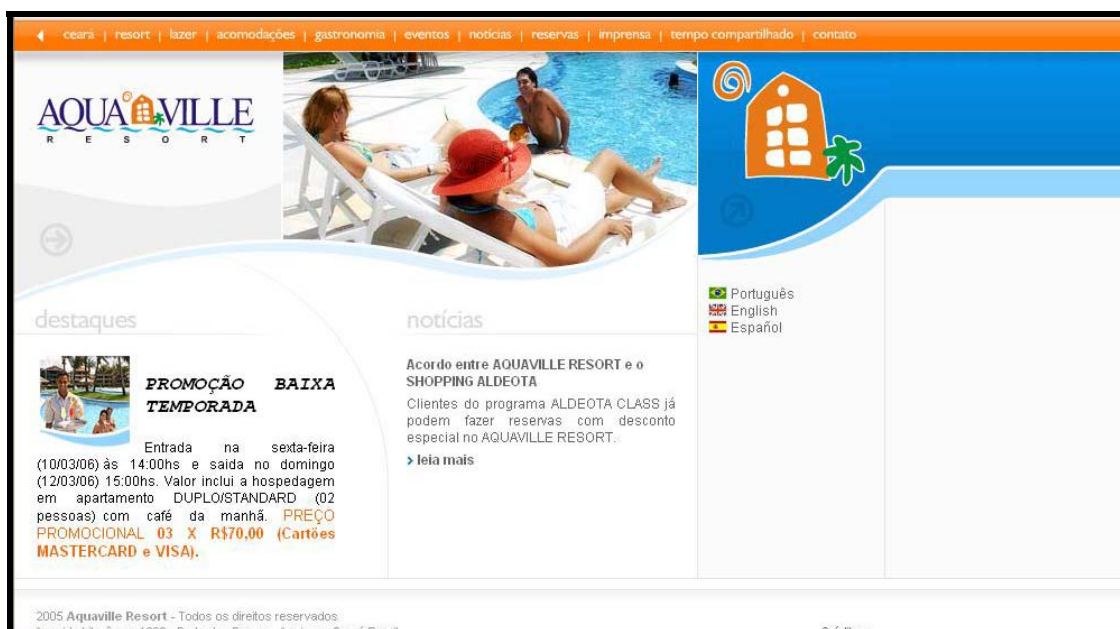 ceará | resort | lazer | acomodações | gastronomia | eventos | notícias | reservas | imprensa | tempo compartilhado | contato
AQUAVILLE
RESORT
destaques
PROMOÇÃO BAIXA
TEMPORADA
Entrada na sexta-feira
(10/03/06) às 14:00hs e saida no domingo
(12/03/06) 15:00hs. Valor inclui a hospedagem
em apartamento DUPLO/STANDARD (02
pessoas) com café da manhã. PREÇO
PROMOCIONAL 03 X R$70,00 (Cartões
MASTERCARD e VISA).
notícias
Acordo entre AQUAVILLE RESORT e o
SHOPPING ALDEOTA
Clientes do programa ALDEOTA CLASS já
podem fazer reservas com desconto
especial no AQUAVILLE RESORT.
> leia mais
Português
English
Español
2005 Aquaville Resort - Todos os direitos reservados